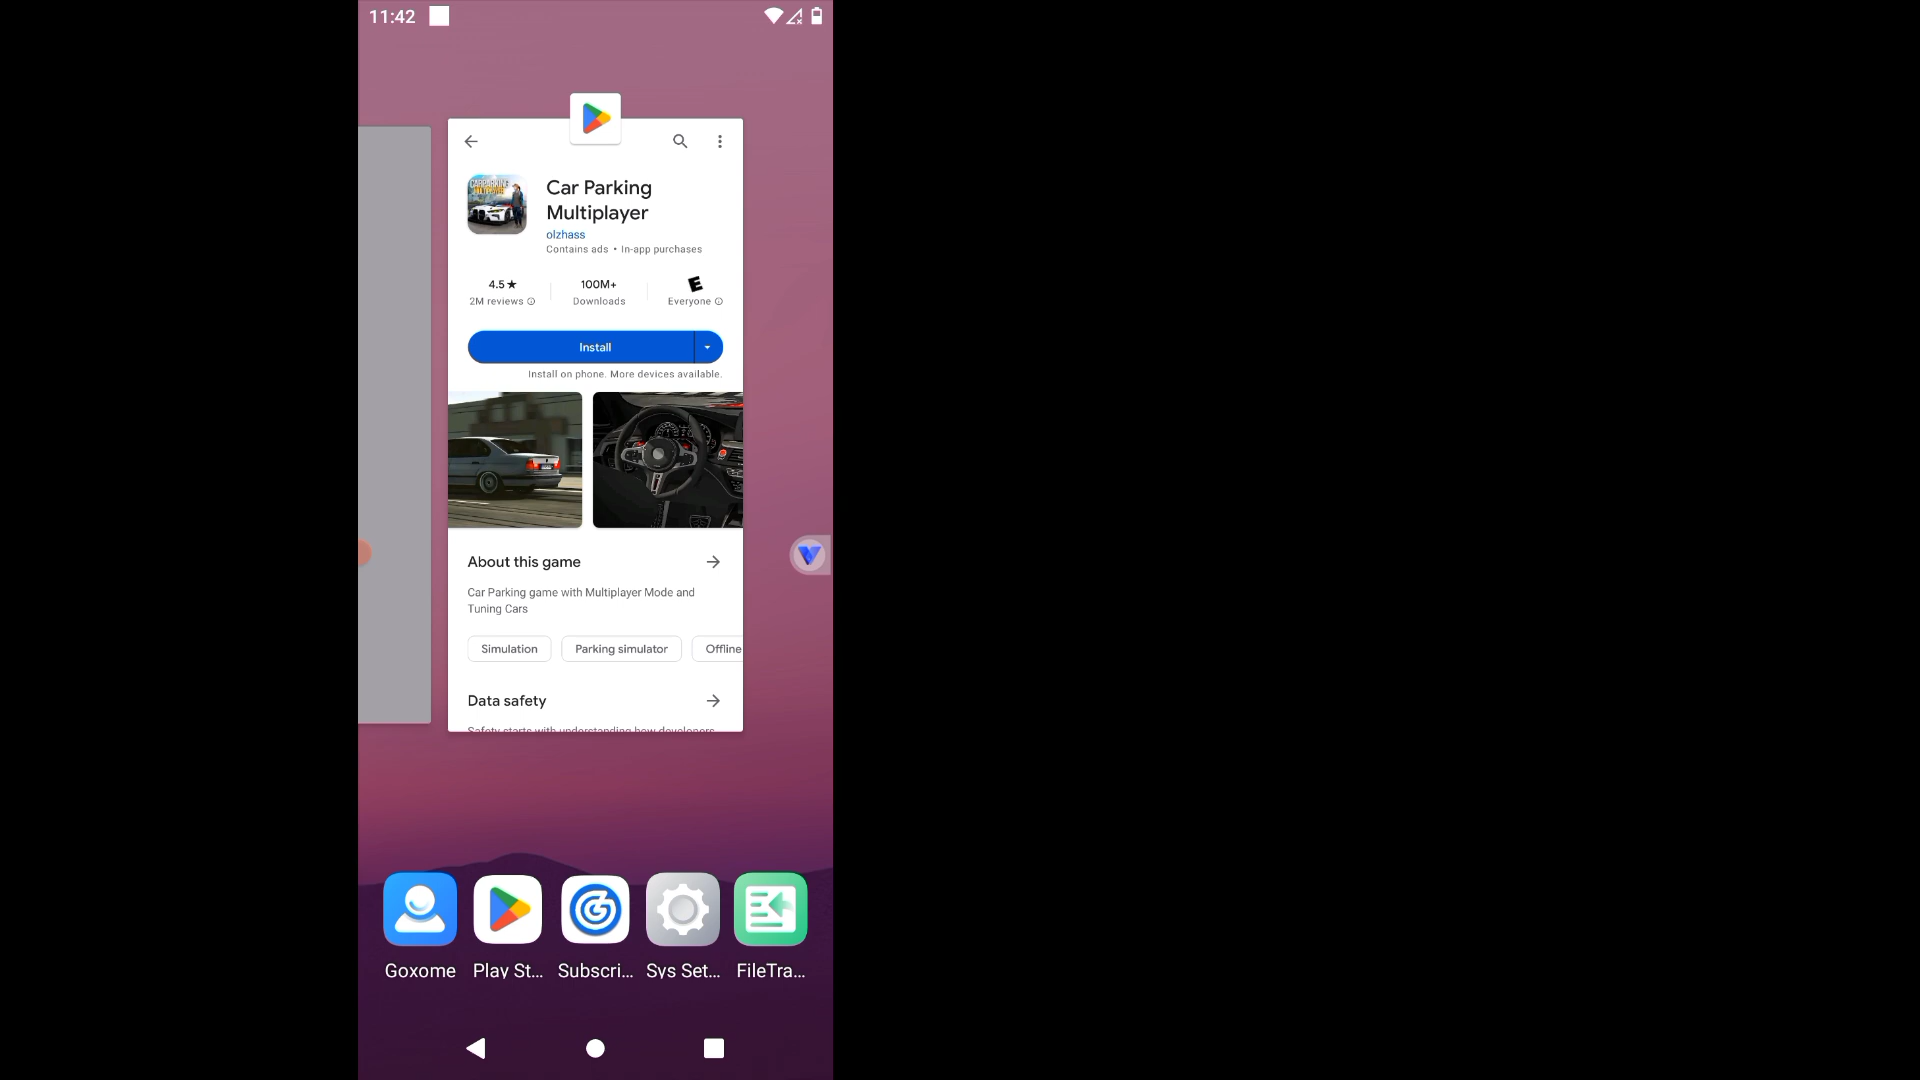 11:42
Car Parking
Multiplayer
olzhass
Contains ads • In-app purchases
4.5★
2M reviews
100M+
Downloads
E
Everyone
Install
Install on phone. More devices available.
About this game
Car Parking game with Multiplayer Mode and
Tuning Cars
Simulation
Parking simulator
Offline
Data safety
Safety starts with understanding how developers
Goxome
Play St...
Subscri...
Sys Set...
FileTra...